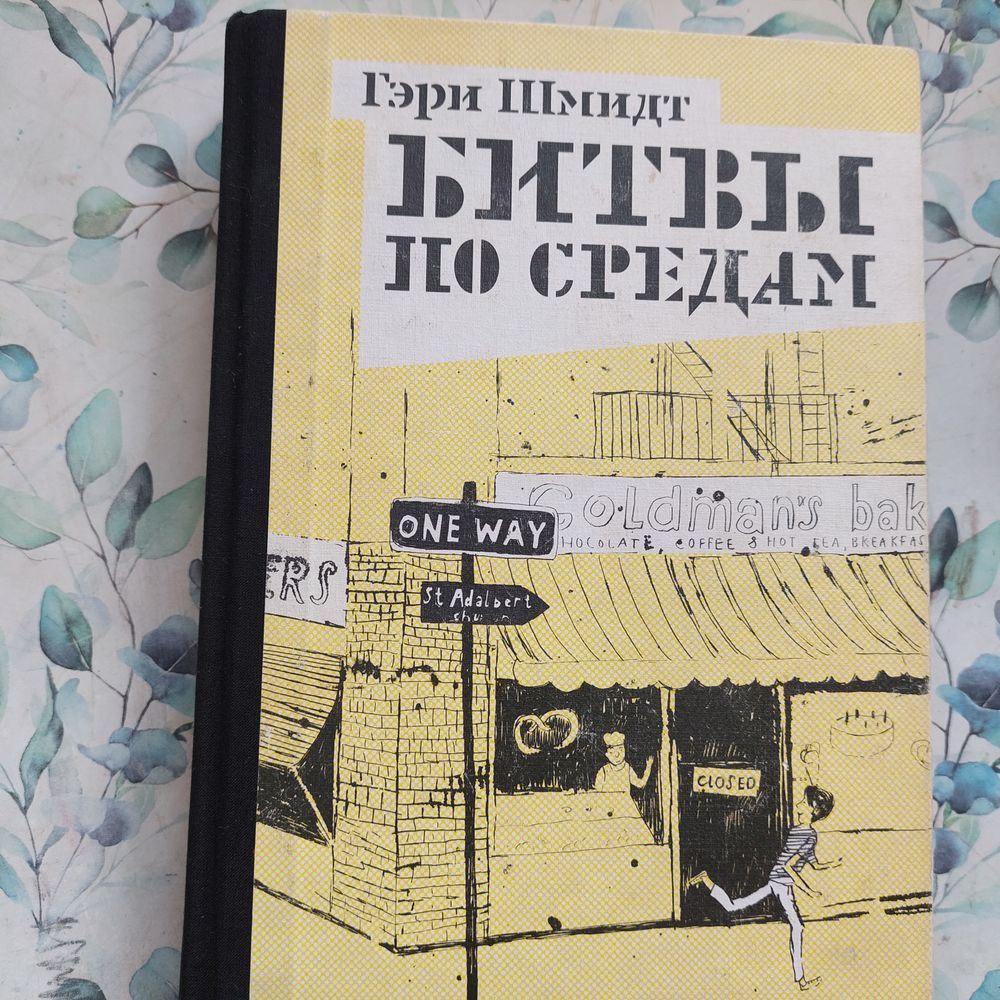 Гэри Шмидт
БИТВЫ
ПО СРЕДАМ
Goldman's bak
ONE WAY
HOCOLATE, COFFEE & HOT TEA, BREAKFAS
ERS
St Adalbert
CLOSED